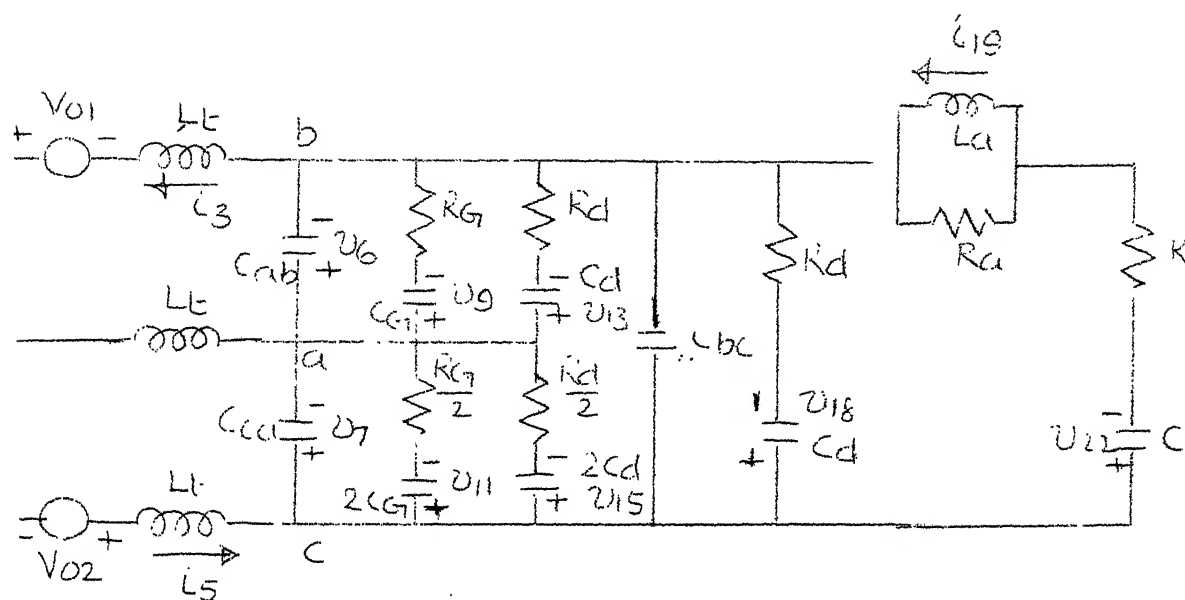 i18
V01
Lt
b
La
+ -
i3
RG
Rd
Ra
Rd
R
- v6
Cab +
- v9
CG +
- Cd
+ v13
Lt
a
Cbc
RG/2
Rd/2
- v7
Cca +
v18
+ Cd
- v22
+ C
- v11
2CG +
- 2Cd
+ v15
Lt
- +
V02
c
i5